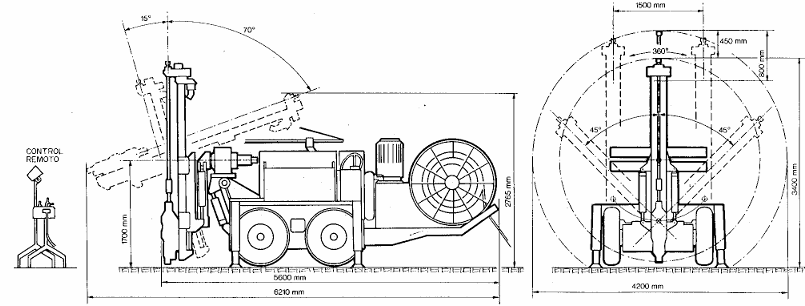 15°
70°
CONTROL
REMOTO
1700 mm
2765 mm
5600 mm
6210 mm
1500 mm
450 mm
800 mm
360°
45°
45°
3400 mm
4200 mm